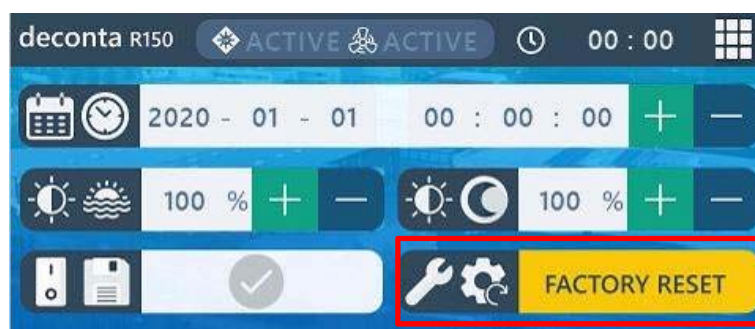 deconta R150 ACTIVE ACTIVE 00 : 00
2020 - 01 - 01 00 : 00 : 00 + −
100 % + − 100 % + −
FACTORY RESET